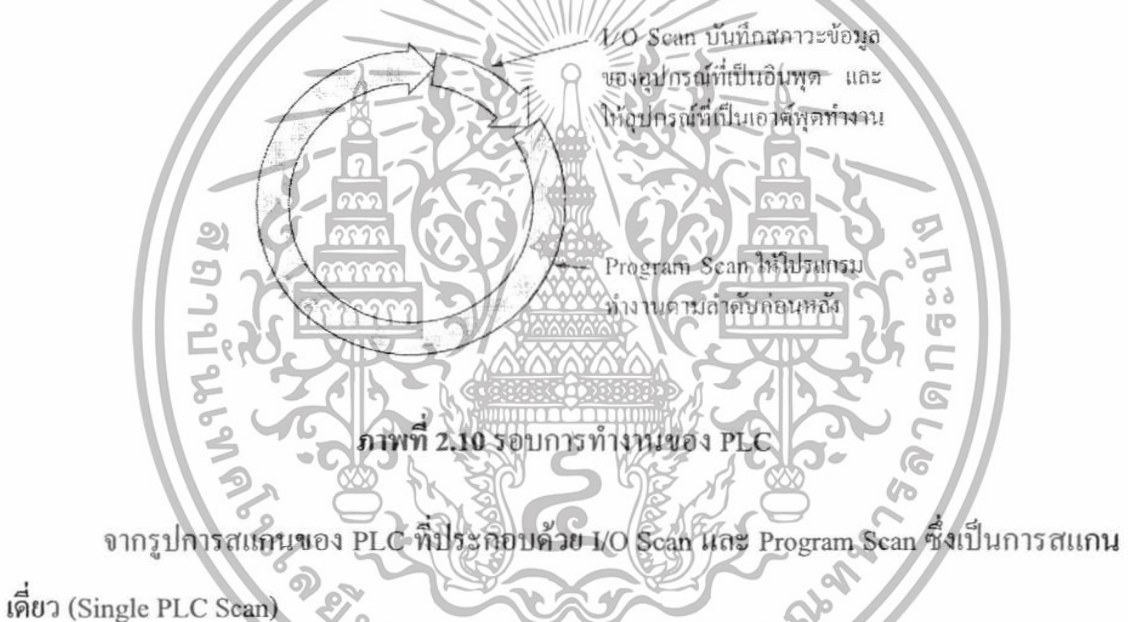 I/O Scan บันทึกสภาวะข้อมูล
ของอุปกรณ์ที่เป็นอินพุต และ
ให้อุปกรณ์ที่เป็นเอาต์พุตทำงาน
Program Scan ให้โปรแกรม
ทำงานตามลำดับก่อนหลัง
ภาพที่ 2.10 รอบการทำงานของ PLC
จากรูปการสแกนของ PLC ที่ประกอบด้วย I/O Scan และ Program Scan ซึ่งเป็นการสแกน
เดี่ยว (Single PLC Scan)